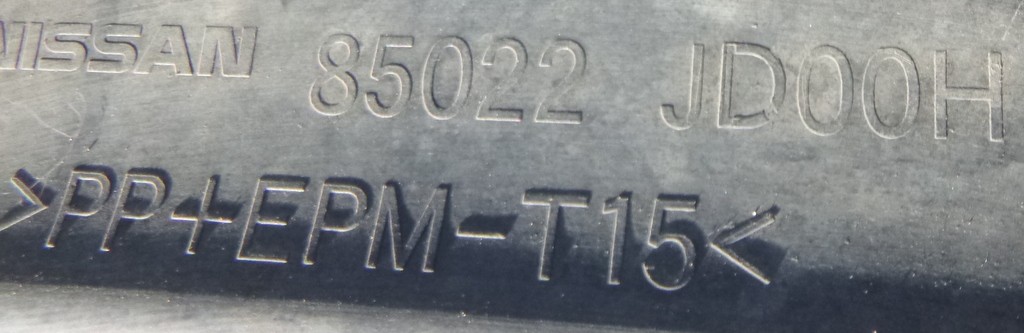 NISSAN 85022 JD00H
>PP+EPM-T15<